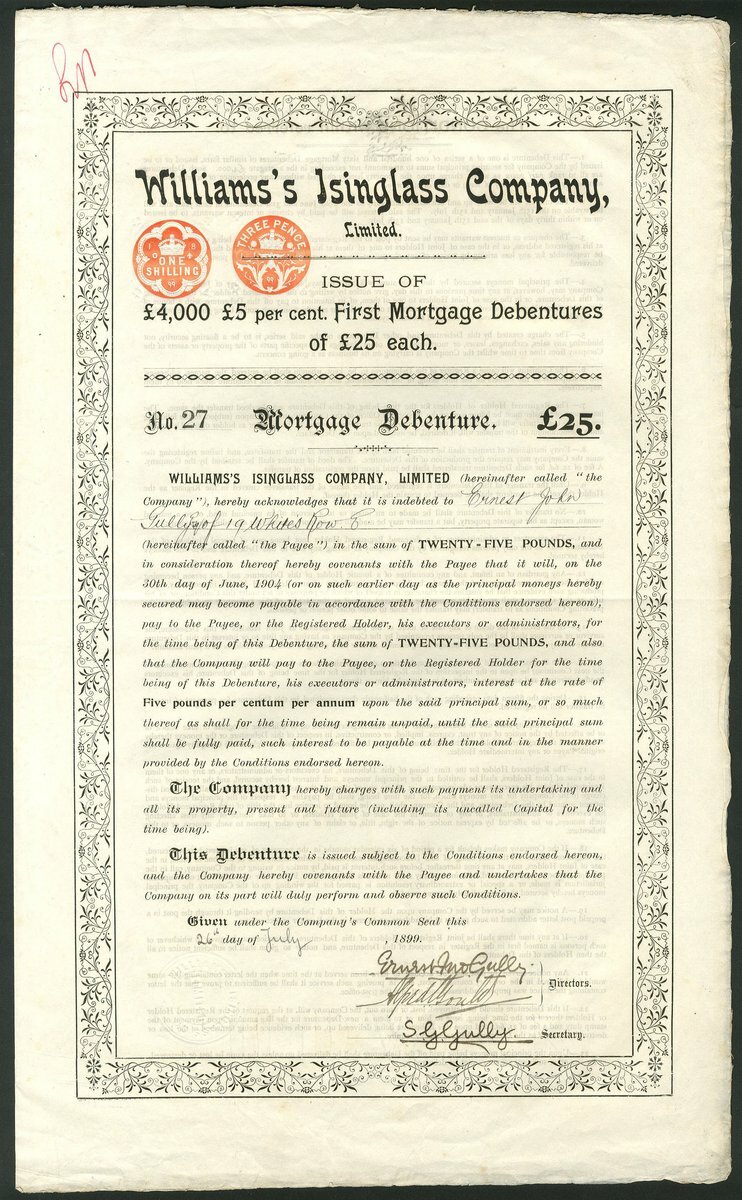 Williams's Isinglass Company,
Limited.
ONE
SHILLING
99
THREE PENCE
99
ISSUE OF
£4,000 £5 per cent. First Mortgage Debentures
of £25 each.
No. 27 Mortgage Debenture. £25.
WILLIAMS'S ISINGLASS COMPANY, LIMITED (hereinafter called "the
Company"), hereby acknowledges that it is indebted to Ernest John
Gully of 19 Whites Row. E
(hereinafter called "the Payee") in the sum of TWENTY-FIVE POUNDS, and
in consideration thereof hereby covenants with the Payee that it will, on the
30th day of June, 1904 (or on such earlier day as the principal moneys hereby
secured may become payable in accordance with the Conditions endorsed hereon),
pay to the Payee, or the Registered Holder, his executors or administrators, for
the time being of this Debenture, the sum of TWENTY-FIVE POUNDS, and also
that the Company will pay to the Payee, or the Registered Holder for the time
being of this Debenture, his executors or administrators, interest at the rate of
Five pounds per centum per annum upon the said principal sum, or so much
thereof as shall for the time being remain unpaid, until the said principal sum
shall be fully paid, such interest to be payable at the time and in the manner
provided by the Conditions endorsed hereon.
The Company hereby charges with such payment its undertaking and
all its property, present and future (including its uncalled Capital for the
time being).
This Debenture is issued subject to the Conditions endorsed hereon,
and the Company hereby covenants with the Payee and undertakes that the
Company on its part will duly perform and observe such Conditions.
Given under the Company's Common Seal this
26th day of July, 1899.
Ernest Jno. Gully
Directors.
S G Gully. Secretary.